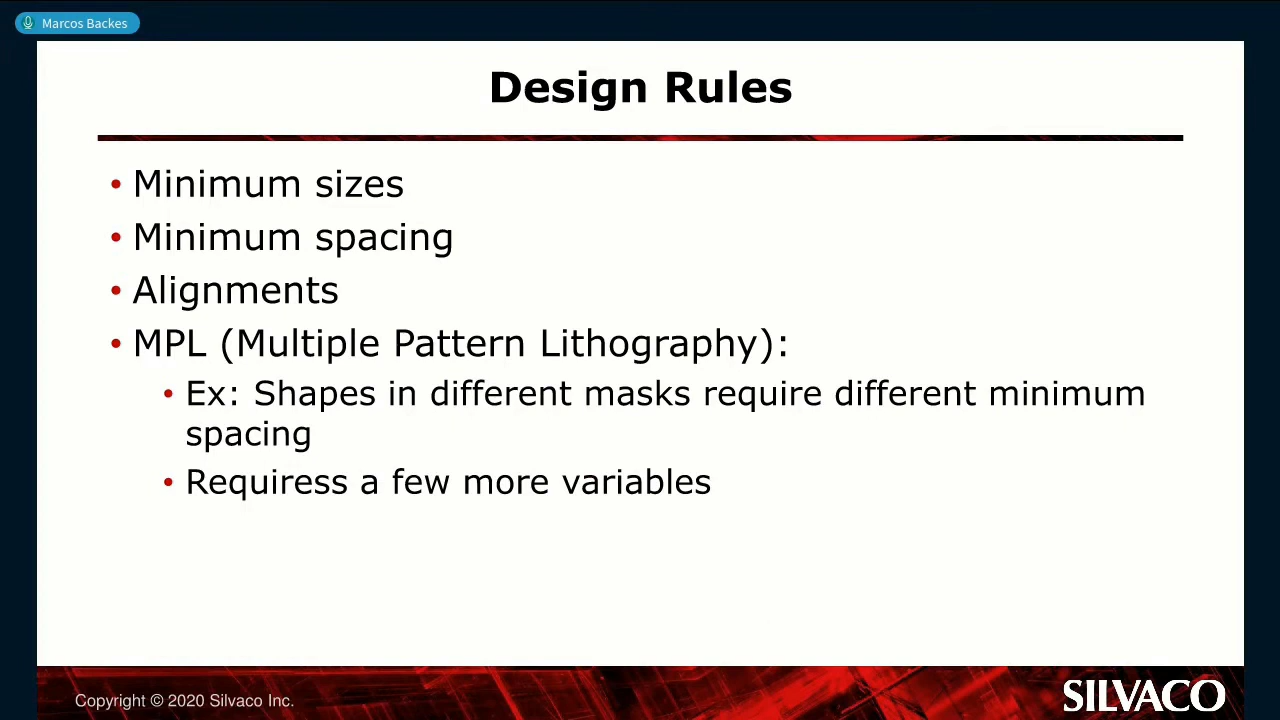 Marcos Backes
Design Rules
• Minimum sizes
• Minimum spacing
• Alignments
• MPL (Multiple Pattern Lithography):
• Ex: Shapes in different masks require different minimum
spacing
• Requiress a few more variables
Copyright © 2020 Silvaco Inc.
SILVACO